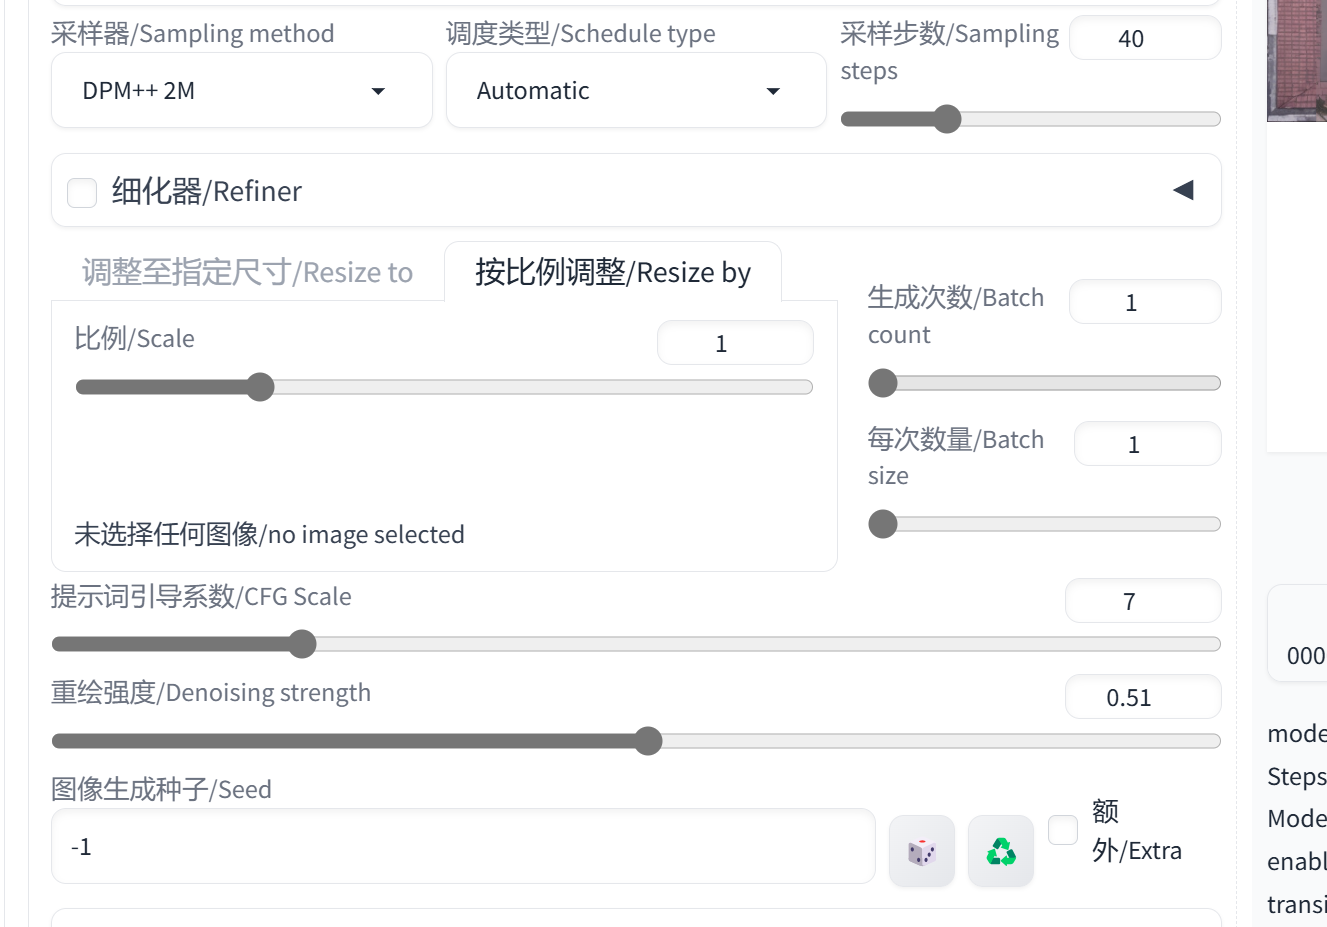 采样器/Sampling method
DPM++ 2M
调度类型/Schedule type
Automatic
采样步数/Sampling
steps
40
细化器/Refiner
调整至指定尺寸/Resize to
按比例调整/Resize by
比例/Scale
1
未选择任何图像/no image selected
生成次数/Batch
count
1
每次数量/Batch
size
1
提示词引导系数/CFG Scale
7
重绘强度/Denoising strength
0.51
图像生成种子/Seed
-1
额
外/Extra
000
mode
Steps
Mode
enabl
transi